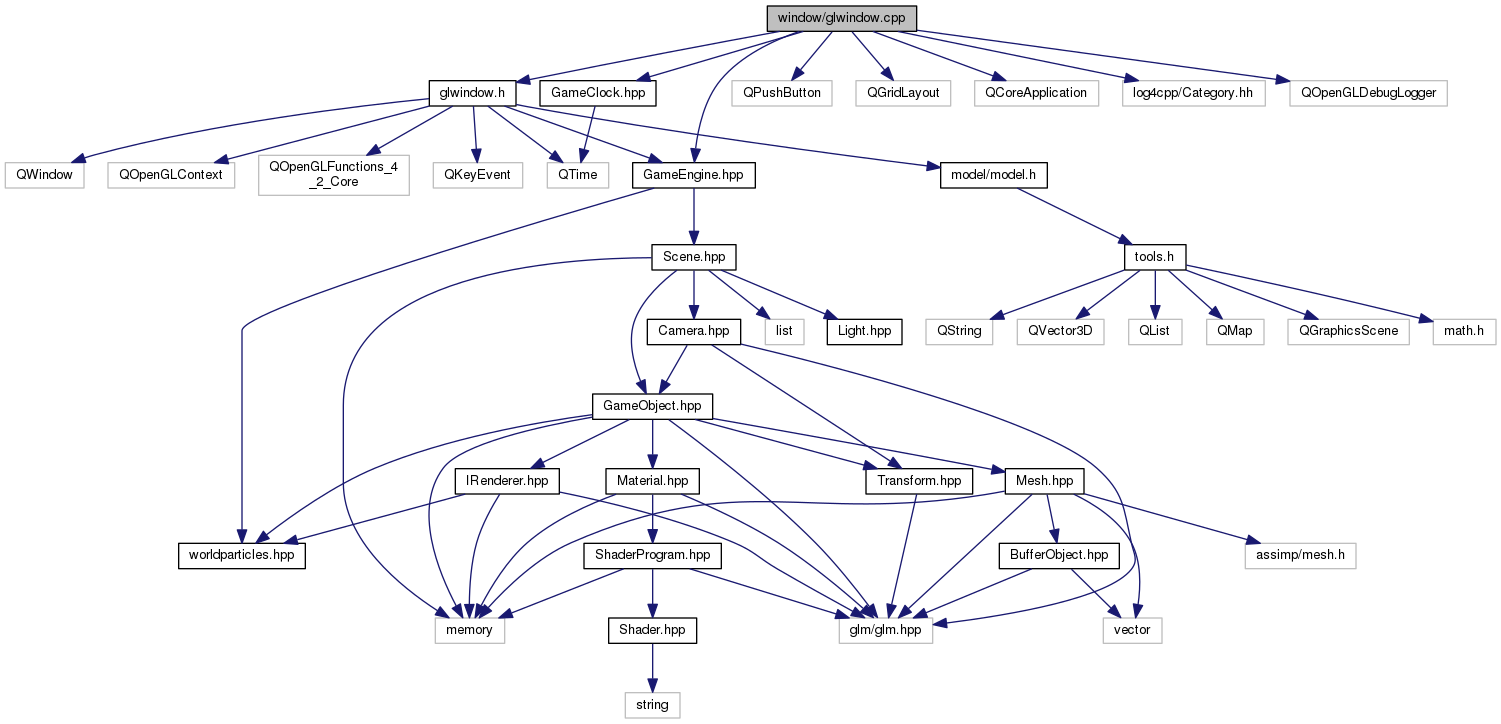 window/glwindow.cpp
glwindow.h
GameClock.hpp
QPushButton
QGridLayout
QCoreApplication
log4cpp/Category.hh
QOpenGLDebugLogger
QWindow
QOpenGLContext
QOpenGLFunctions_4
_2_Core
QKeyEvent
QTime
GameEngine.hpp
model/model.h
Scene.hpp
tools.h
Camera.hpp
list
Light.hpp
QString
QVector3D
QList
QMap
QGraphicsScene
math.h
GameObject.hpp
IRenderer.hpp
Material.hpp
Transform.hpp
Mesh.hpp
worldparticles.hpp
ShaderProgram.hpp
BufferObject.hpp
assimp/mesh.h
memory
Shader.hpp
glm/glm.hpp
vector
string